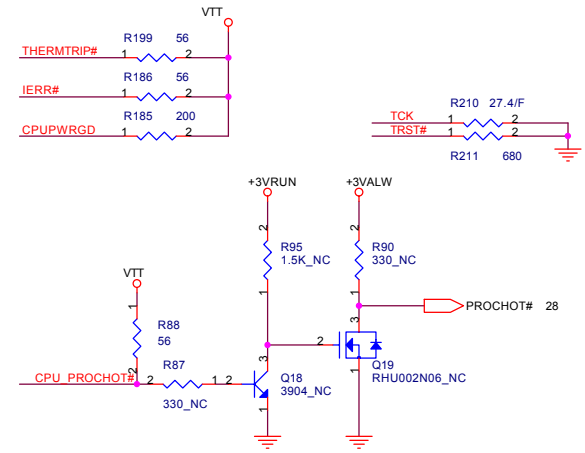 VTT
R199 56
THERMTRIP#
1 2
R186 56
IERR#
1 2
R185 200
CPUPWRGD
1 2
R210 27.4/F
TCK
1 2
TRST#
1 2
R211 680
+3VRUN
+3VALW
2
R95
1.5K_NC
1
2
R90
330_NC
1
PROCHOT# 28
VTT
1
R88
56
2
3
2
Q19
RHU002N06_NC
1
R87
CPU_PROCHOT#
2 1
330_NC
2
3
Q18
3904_NC
1